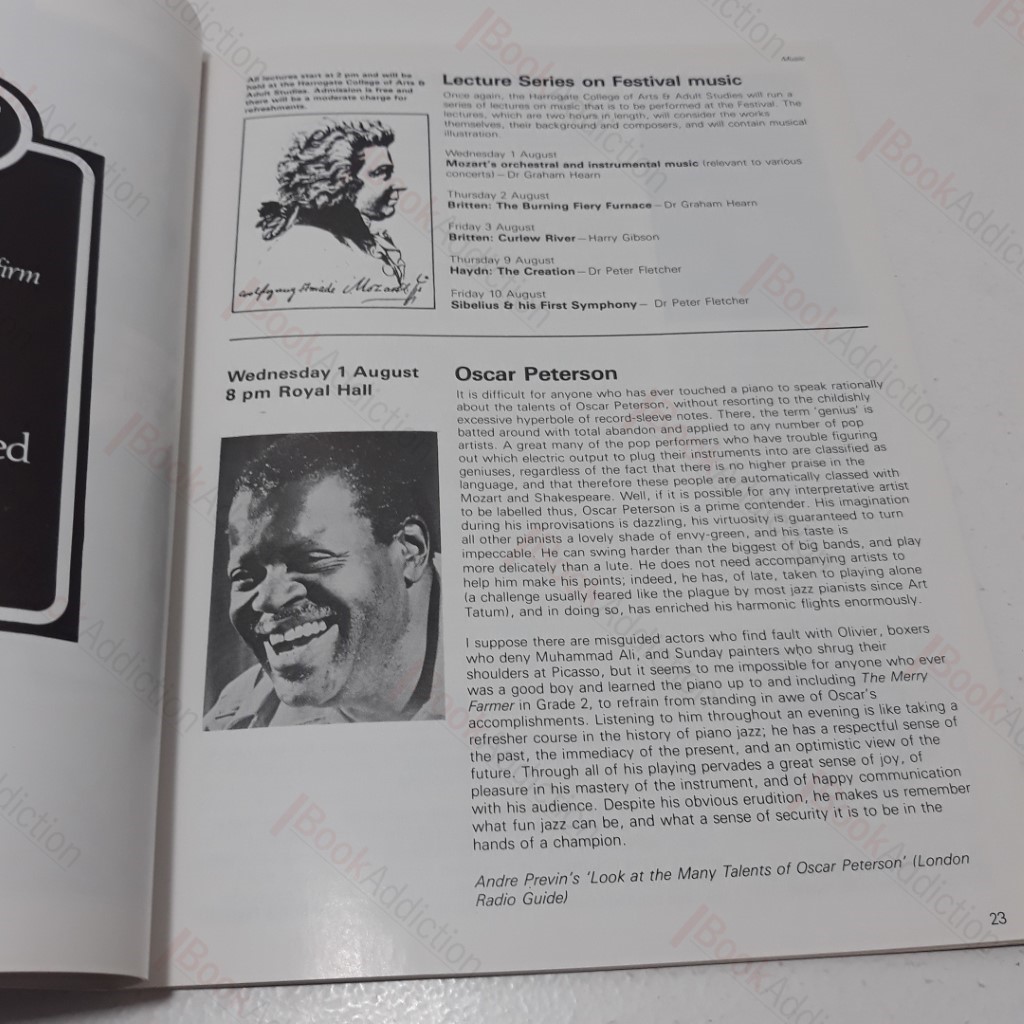 firm
ed
Music
All lectures start at 2 pm and will be
held at the Harrogate College of Arts &
Adult Studies. Admission is free and
there will be a moderate charge for
refreshments.
Wolfgang Amadè Mozart
Lecture Series on Festival music
Once again, the Harrogate College of Arts & Adult Studies will run a
series of lectures on music that is to be performed at the Festival. The
lectures, which are two hours in length, will consider the works
themselves, their background and composers, and will contain musical
illustration.
Wednesday 1 August
Mozart's orchestral and instrumental music (relevant to various
concerts) – Dr Graham Hearn
Thursday 2 August
Britten: The Burning Fiery Furnace – Dr Graham Hearn
Friday 3 August
Britten: Curlew River – Harry Gibson
Thursday 9 August
Haydn: The Creation – Dr Peter Fletcher
Friday 10 August
Sibelius & his First Symphony – Dr Peter Fletcher
Wednesday 1 August
8 pm Royal Hall
Oscar Peterson
It is difficult for anyone who has ever touched a piano to speak rationally
about the talents of Oscar Peterson, without resorting to the childishly
excessive hyperbole of record-sleeve notes. There, the term 'genius' is
batted around with total abandon and applied to any number of pop
artists. A great many of the pop performers who have trouble figuring
out which electric output to plug their instruments into are classified as
geniuses, regardless of the fact that there is no higher praise in the
language, and that therefore these people are automatically classed with
Mozart and Shakespeare. Well, if it is possible for any interpretative artist
to be labelled thus, Oscar Peterson is a prime contender. His imagination
during his improvisations is dazzling, his virtuosity is guaranteed to turn
all other pianists a lovely shade of envy-green, and his taste is
impeccable. He can swing harder than the biggest of big bands, and play
more delicately than a lute. He does not need accompanying artists to
help him make his points; indeed, he has, of late, taken to playing alone
(a challenge usually feared like the plague by most jazz pianists since Art
Tatum), and in doing so, has enriched his harmonic flights enormously.
I suppose there are misguided actors who find fault with Olivier, boxers
who deny Muhammad Ali, and Sunday painters who shrug their
shoulders at Picasso, but it seems to me impossible for anyone who ever
was a good boy and learned the piano up to and including The Merry
Farmer in Grade 2, to refrain from standing in awe of Oscar's
accomplishments. Listening to him throughout an evening is like taking a
refresher course in the history of piano jazz; he has a respectful sense of
the past, the immediacy of the present, and an optimistic view of the
future. Through all of his playing pervades a great sense of joy, of
pleasure in his mastery of the instrument, and of happy communication
with his audience. Despite his obvious erudition, he makes us remember
what fun jazz can be, and what a sense of security it is to be in the
hands of a champion.
Andre Previn's 'Look at the Many Talents of Oscar Peterson' (London
Radio Guide)
23
BookAddiction